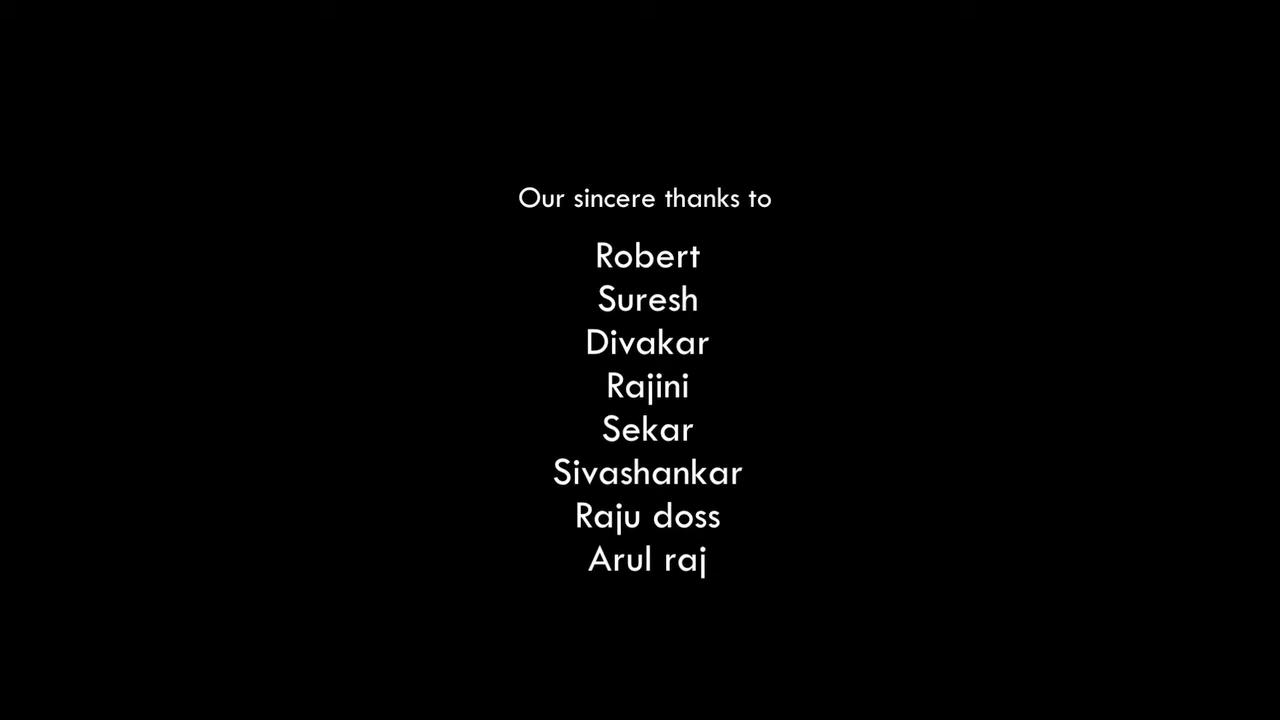 Our sincere thanks to
Robert
Suresh
Divakar
Rajini
Sekar
Sivashankar
Raju doss
Arul raj